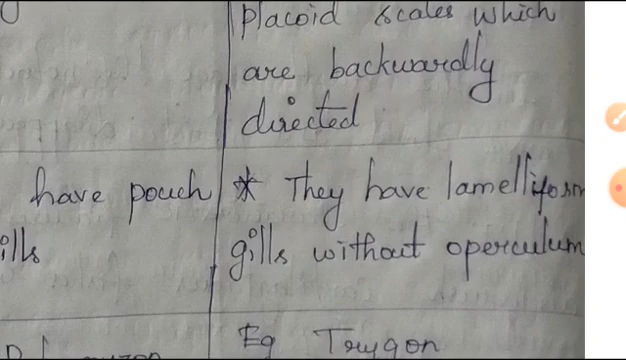 placoid scales which
are backwardly
directed
have pouch
ills
* They have lamelliform
gills without operculum
Eg Trygon